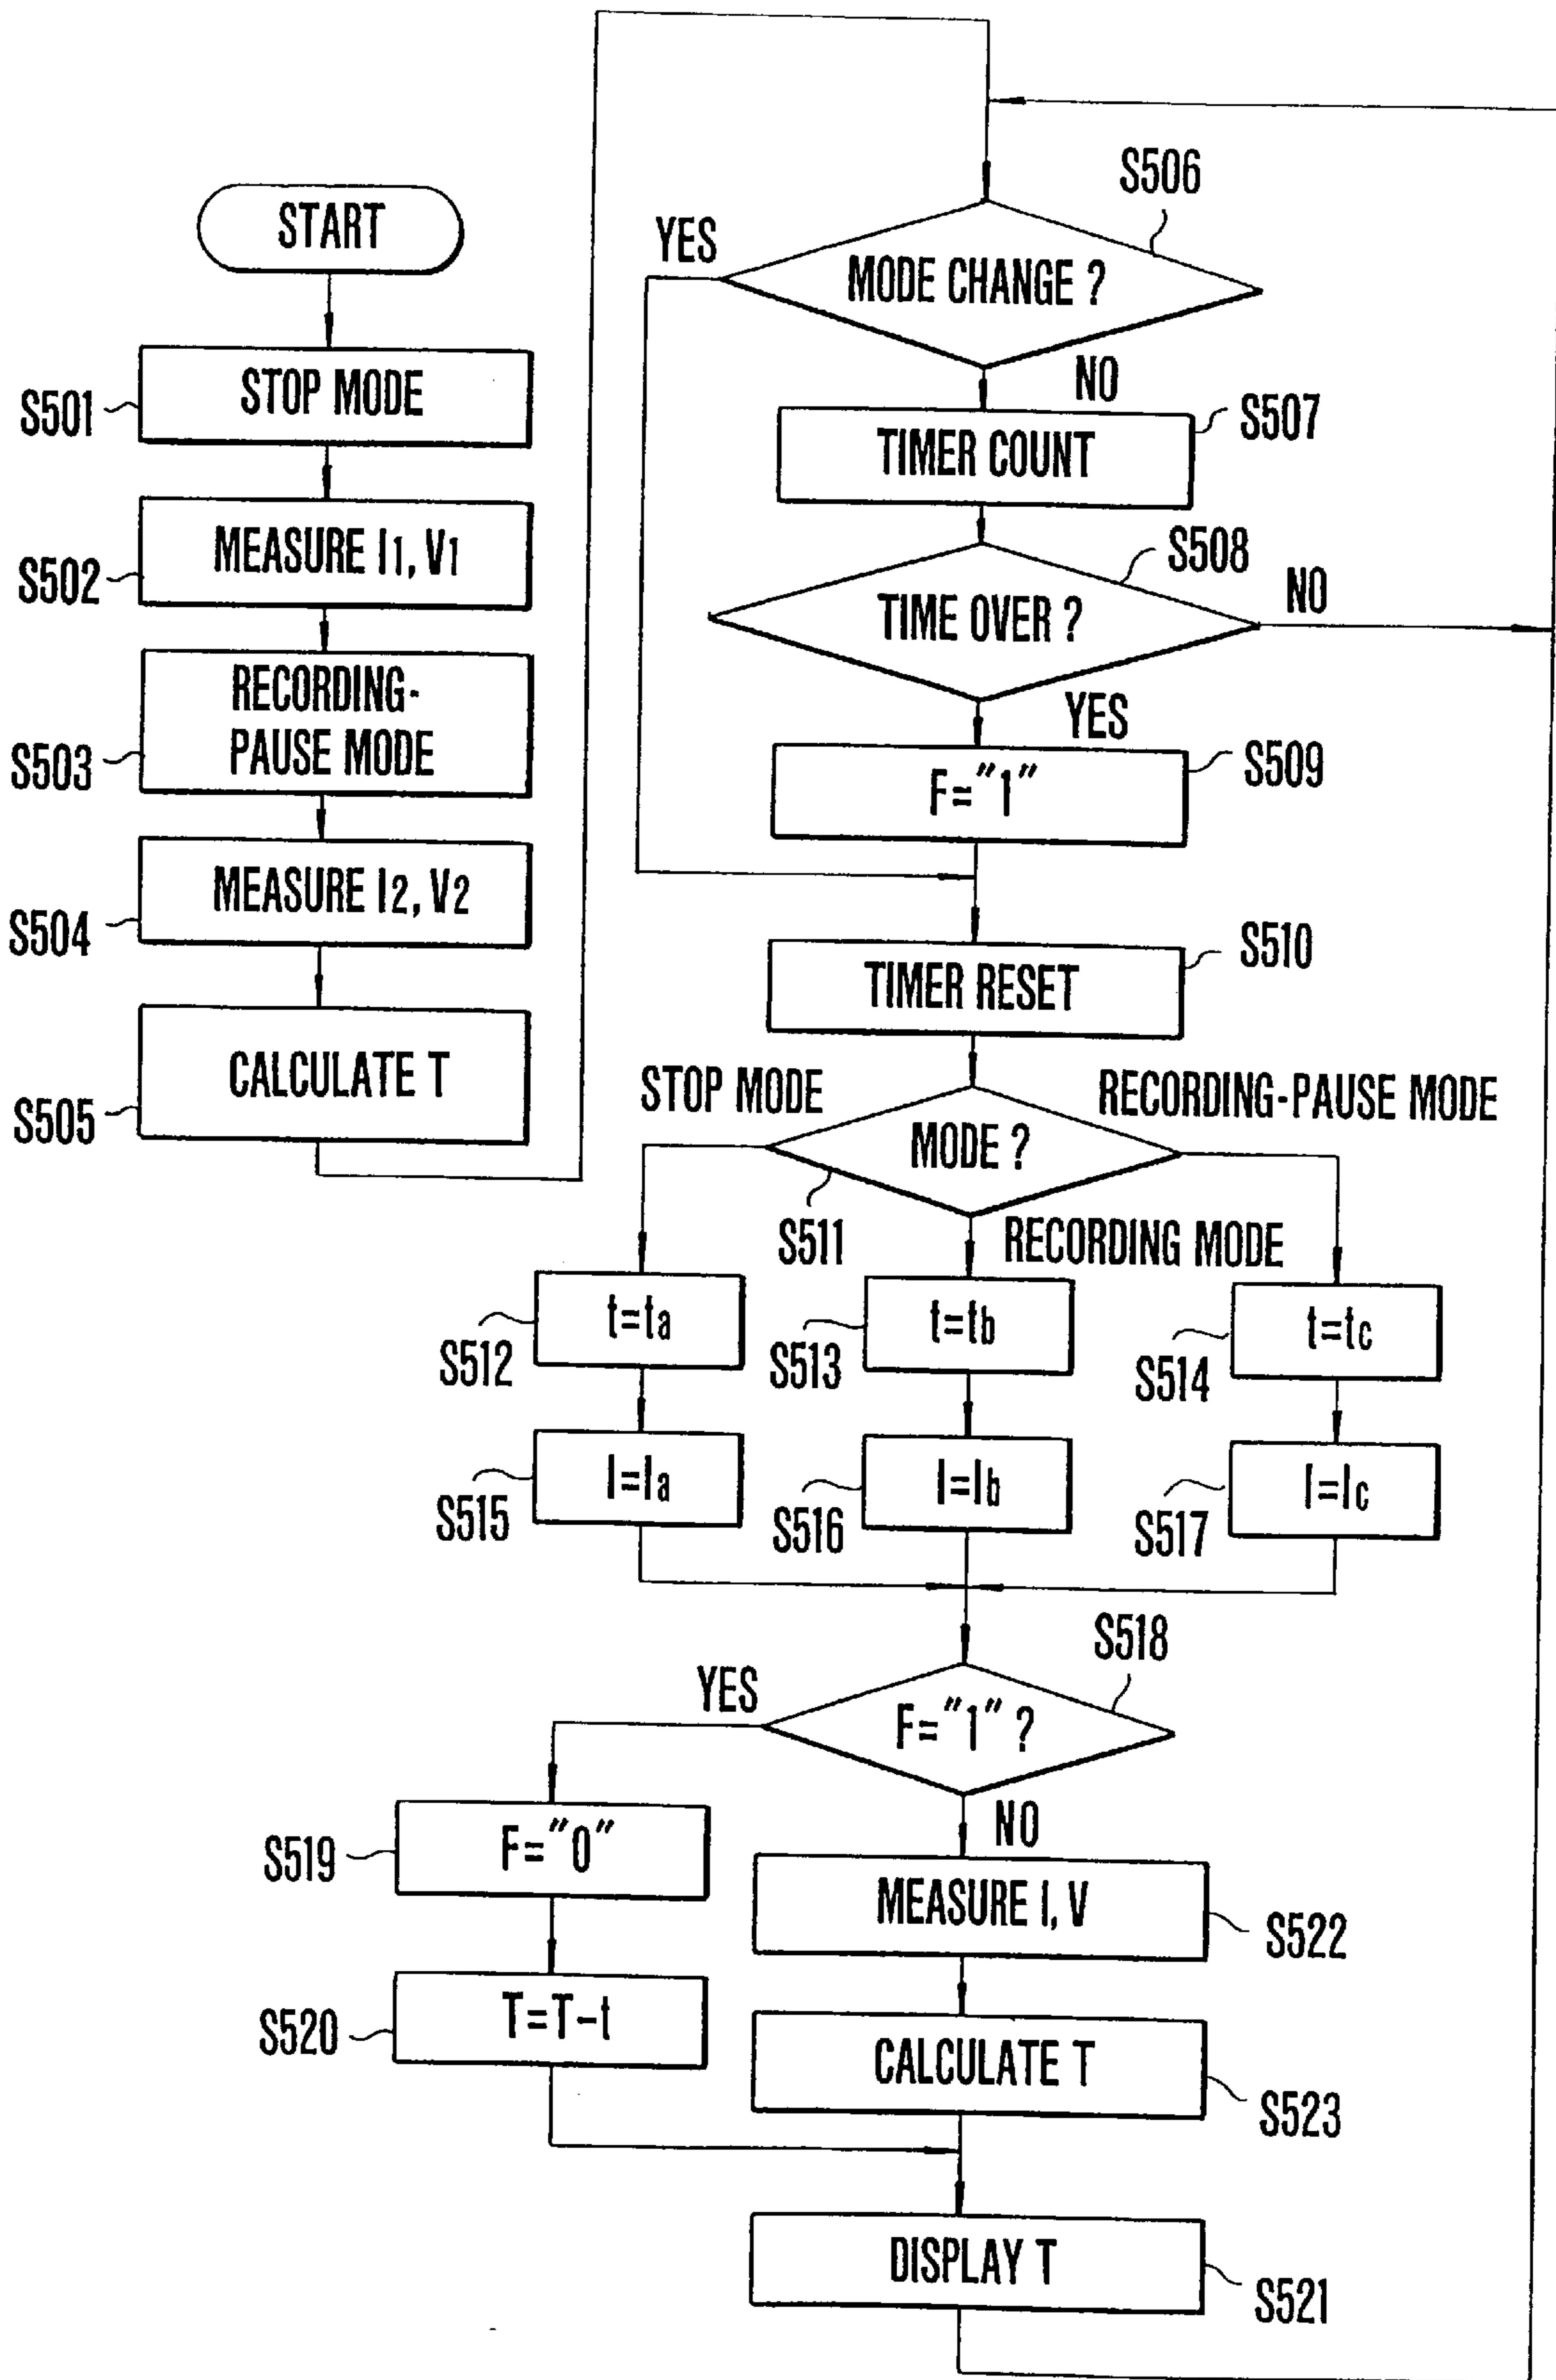 START
S501
STOP MODE
S502
MEASURE I1, V1
S503
RECORDING-
PAUSE MODE
S504
MEASURE I2, V2
S505
CALCULATE T
S506
YES
MODE CHANGE ?
NO
S507
TIMER COUNT
S508
TIME OVER ?
NO
YES
S509
F="1"
S510
TIMER RESET
STOP MODE
RECORDING-PAUSE MODE
MODE ?
S511
RECORDING MODE
t=ta
S512
t=tb
S513
t=tc
S514
I=Ia
S515
I=Ib
S516
I=Ic
S517
S518
YES
F="1" ?
NO
F="0"
S519
MEASURE I, V
S522
T=T-t
S520
CALCULATE T
S523
DISPLAY T
S521